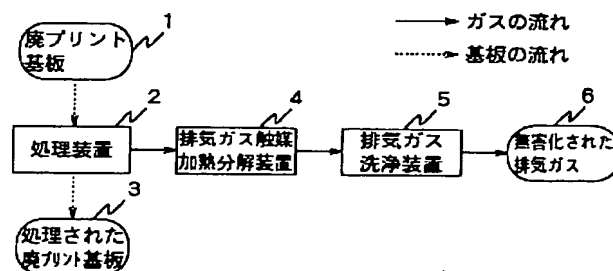 1
廃プリント
基板
ガスの流れ
基板の流れ
2
処理装置
4
排気ガス触媒
加熱分解装置
5
排気ガス
洗浄装置
6
無害化された
排気ガス
3
処理された
廃プリント基板